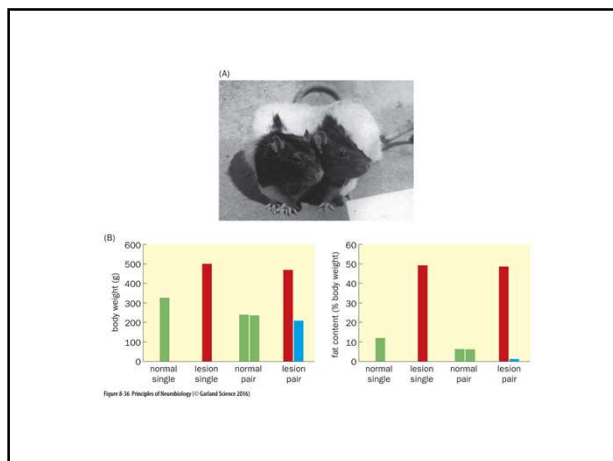 (A)
(B)
600
500
400
300
200
100
0
body weight (g)
normal single
lesion single
normal pair
lesion pair
60
50
40
30
20
10
0
fat content (% body weight)
normal single
lesion single
normal pair
lesion pair
Figure 8-36 Principles of Neurobiology (© Garland Science 2016)